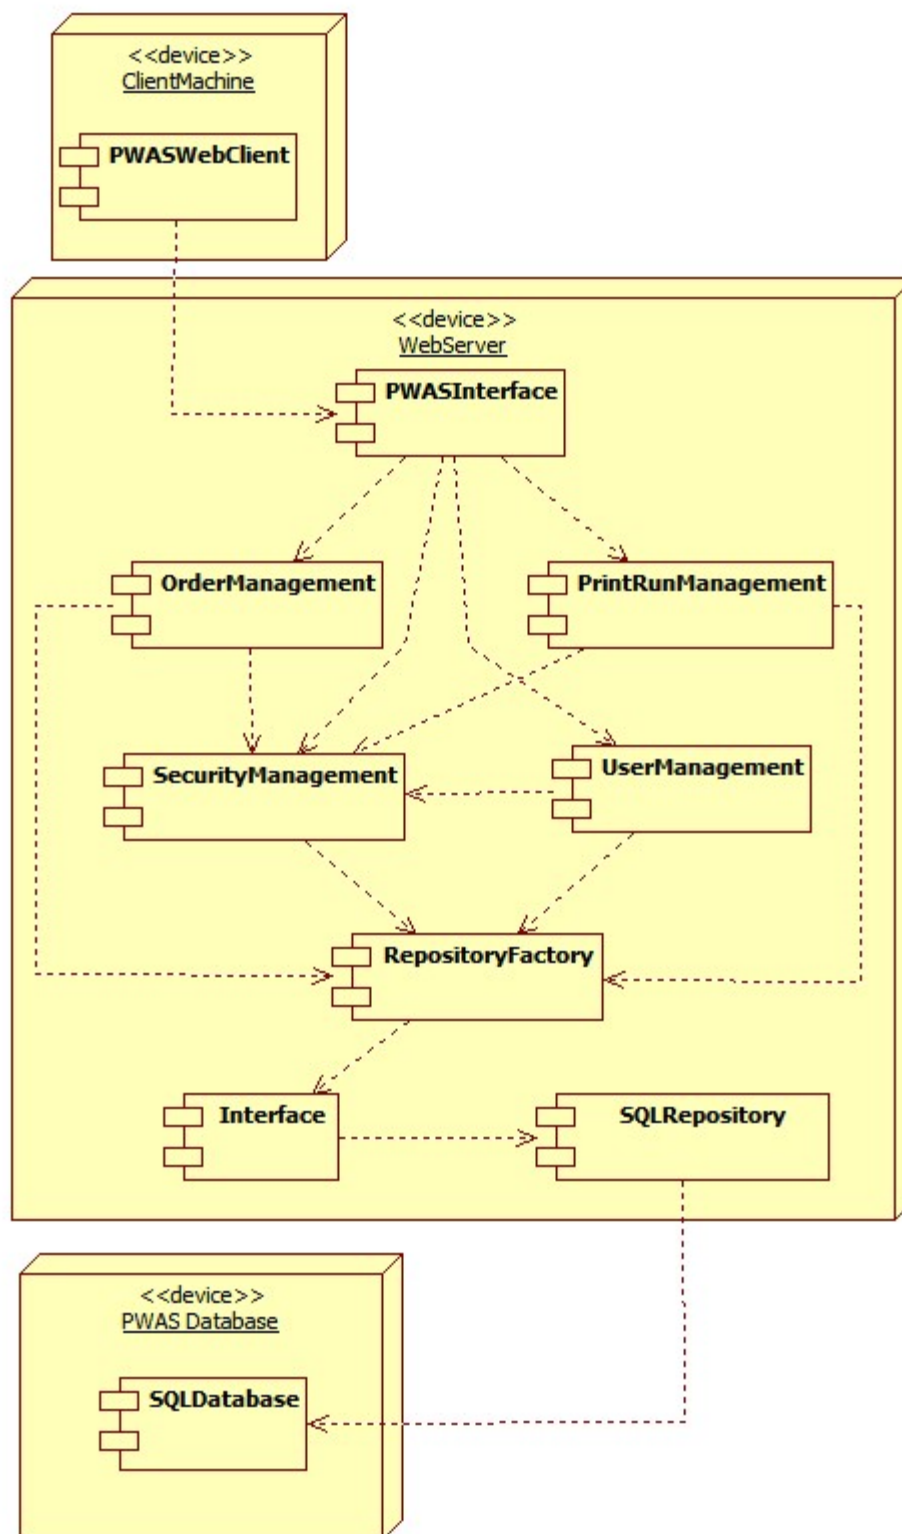 <<device>>
ClientMachine
PWASWebClient
<<device>>
WebServer
PWASInterface
OrderManagement
PrintRunManagement
SecurityManagement
UserManagement
RepositoryFactory
Interface
SQLRepository
<<device>>
PWAS Database
SQLDatabase